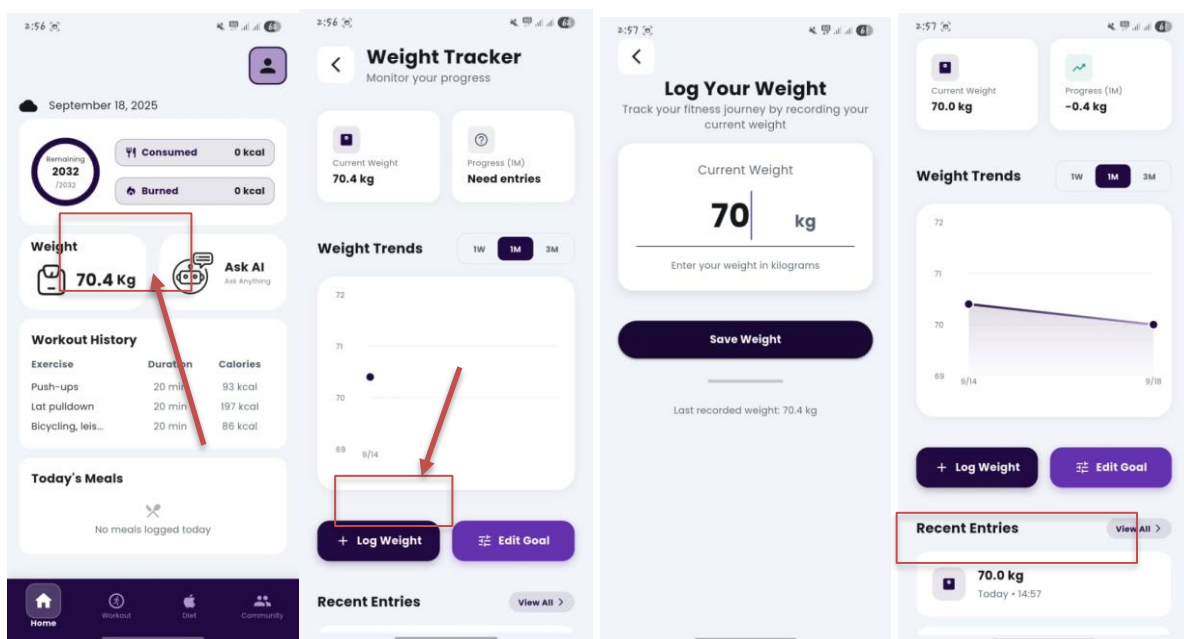 2:56
62
September 18, 2025
Remaining
2032
/2032
Consumed 0 kcal
Burned 0 kcal
Weight
70.4 Kg
Ask AI
Ask Anything
Workout History
Exercise Duration Calories
Push-ups 20 min 93 kcal
Lat pulldown 20 min 197 kcal
Bicycling, leis... 20 min 86 kcal
Today's Meals
No meals logged today
Home Workout Diet Community
2:56
Weight Tracker
Monitor your progress
Current Weight
70.4 kg
Progress (1M)
Need entries
Weight Trends
1W 1M 3M
72
71
70
69
9/14
+ Log Weight
Edit Goal
Recent Entries
View All >
2:57
Log Your Weight
Track your fitness journey by recording your
current weight
Current Weight
70 kg
Enter your weight in kilograms
Save Weight
Last recorded weight: 70.4 kg
2:57
Current Weight
70.0 kg
Progress (1M)
-0.4 kg
Weight Trends
1W 1M 3M
72
71
70
69
9/14 9/18
+ Log Weight
Edit Goal
Recent Entries
View All >
70.0 kg
Today • 14:57